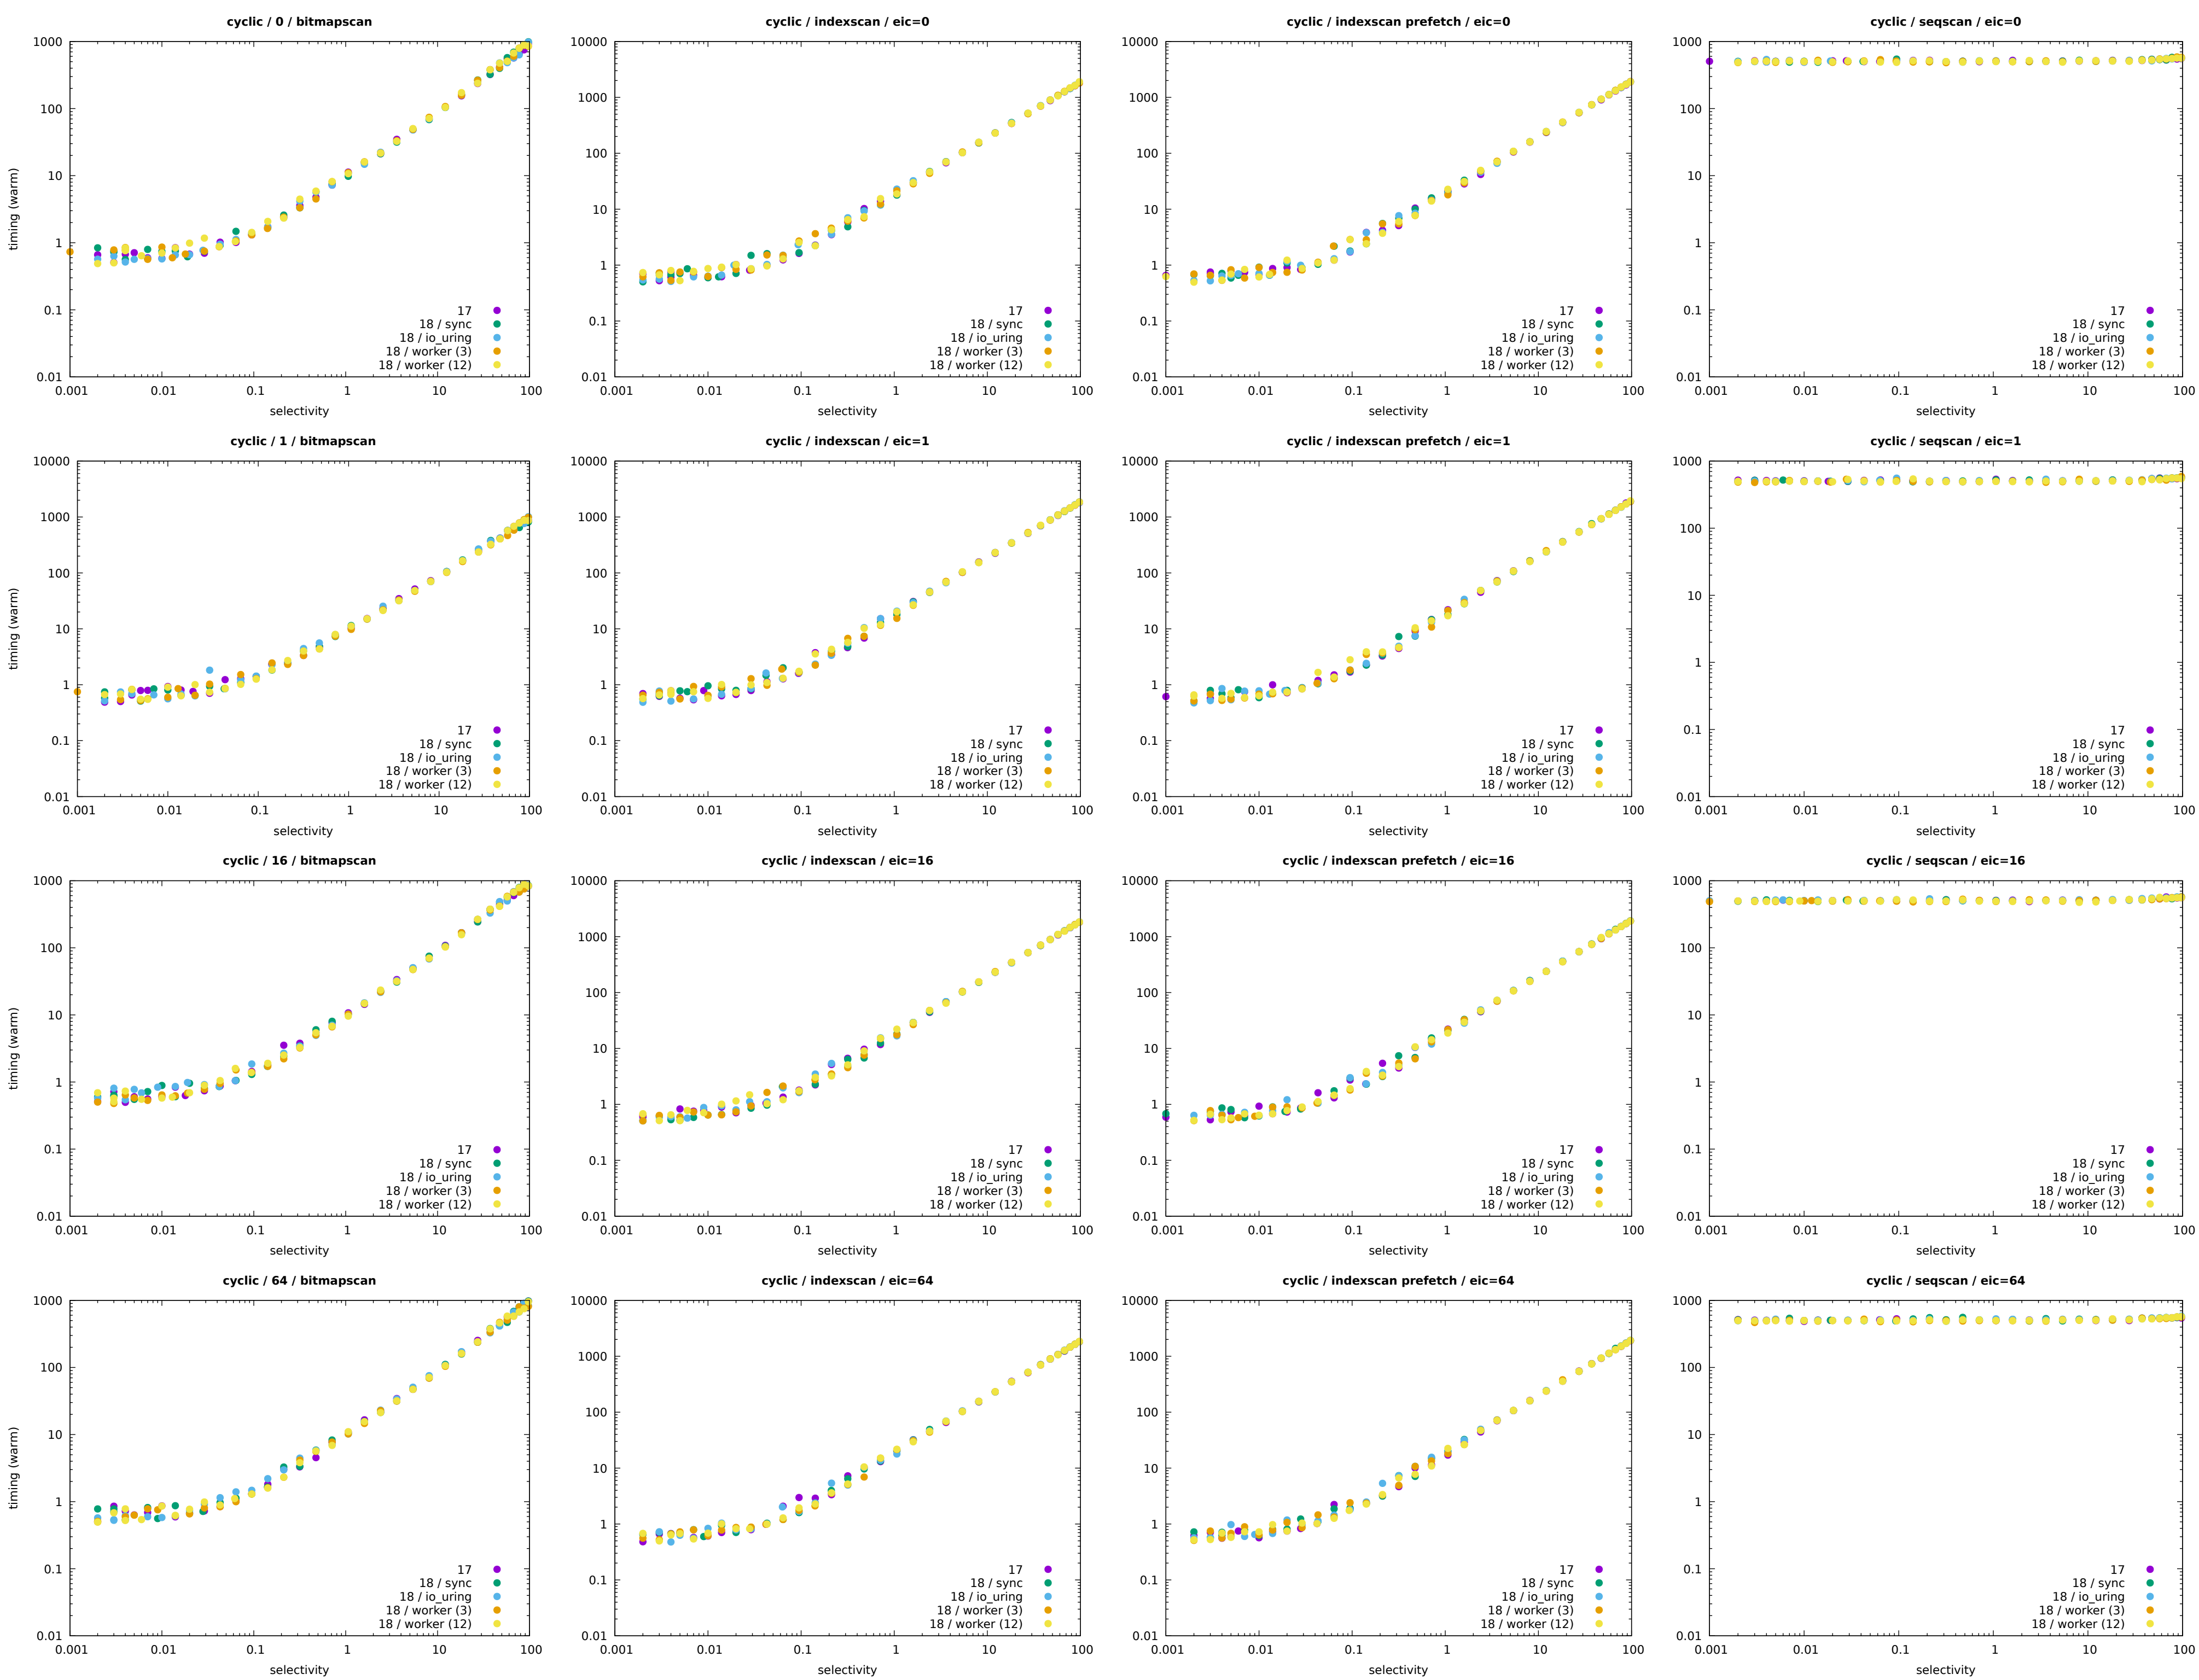 cyclic / 0 / bitmapscan
timing (warm)
1000
100
10
1
0.1
0.01
17
18 / sync
18 / io_uring
18 / worker (3)
18 / worker (12)
0.001 0.01 0.1 1 10 100
selectivity
cyclic / indexscan / eic=0
10000
1000
100
10
1
0.1
0.01
17
18 / sync
18 / io_uring
18 / worker (3)
18 / worker (12)
0.001 0.01 0.1 1 10 100
selectivity
cyclic / indexscan prefetch / eic=0
10000
1000
100
10
1
0.1
0.01
17
18 / sync
18 / io_uring
18 / worker (3)
18 / worker (12)
0.001 0.01 0.1 1 10 100
selectivity
cyclic / seqscan / eic=0
1000
100
10
1
0.1
0.01
17
18 / sync
18 / io_uring
18 / worker (3)
18 / worker (12)
0.001 0.01 0.1 1 10 100
selectivity
cyclic / 1 / bitmapscan
timing (warm)
10000
1000
100
10
1
0.1
0.01
17
18 / sync
18 / io_uring
18 / worker (3)
18 / worker (12)
0.001 0.01 0.1 1 10 100
selectivity
cyclic / indexscan / eic=1
10000
1000
100
10
1
0.1
0.01
17
18 / sync
18 / io_uring
18 / worker (3)
18 / worker (12)
0.001 0.01 0.1 1 10 100
selectivity
cyclic / indexscan prefetch / eic=1
10000
1000
100
10
1
0.1
0.01
17
18 / sync
18 / io_uring
18 / worker (3)
18 / worker (12)
0.001 0.01 0.1 1 10 100
selectivity
cyclic / seqscan / eic=1
1000
100
10
1
0.1
0.01
17
18 / sync
18 / io_uring
18 / worker (3)
18 / worker (12)
0.001 0.01 0.1 1 10 100
selectivity
cyclic / 16 / bitmapscan
timing (warm)
1000
100
10
1
0.1
0.01
17
18 / sync
18 / io_uring
18 / worker (3)
18 / worker (12)
0.001 0.01 0.1 1 10 100
selectivity
cyclic / indexscan / eic=16
10000
1000
100
10
1
0.1
0.01
17
18 / sync
18 / io_uring
18 / worker (3)
18 / worker (12)
0.001 0.01 0.1 1 10 100
selectivity
cyclic / indexscan prefetch / eic=16
10000
1000
100
10
1
0.1
0.01
17
18 / sync
18 / io_uring
18 / worker (3)
18 / worker (12)
0.001 0.01 0.1 1 10 100
selectivity
cyclic / seqscan / eic=16
1000
100
10
1
0.1
0.01
17
18 / sync
18 / io_uring
18 / worker (3)
18 / worker (12)
0.001 0.01 0.1 1 10 100
selectivity
cyclic / 64 / bitmapscan
timing (warm)
1000
100
10
1
0.1
0.01
17
18 / sync
18 / io_uring
18 / worker (3)
18 / worker (12)
0.001 0.01 0.1 1 10 100
selectivity
cyclic / indexscan / eic=64
10000
1000
100
10
1
0.1
0.01
17
18 / sync
18 / io_uring
18 / worker (3)
18 / worker (12)
0.001 0.01 0.1 1 10 100
selectivity
cyclic / indexscan prefetch / eic=64
10000
1000
100
10
1
0.1
0.01
17
18 / sync
18 / io_uring
18 / worker (3)
18 / worker (12)
0.001 0.01 0.1 1 10 100
selectivity
cyclic / seqscan / eic=64
1000
100
10
1
0.1
0.01
17
18 / sync
18 / io_uring
18 / worker (3)
18 / worker (12)
0.001 0.01 0.1 1 10 100
selectivity